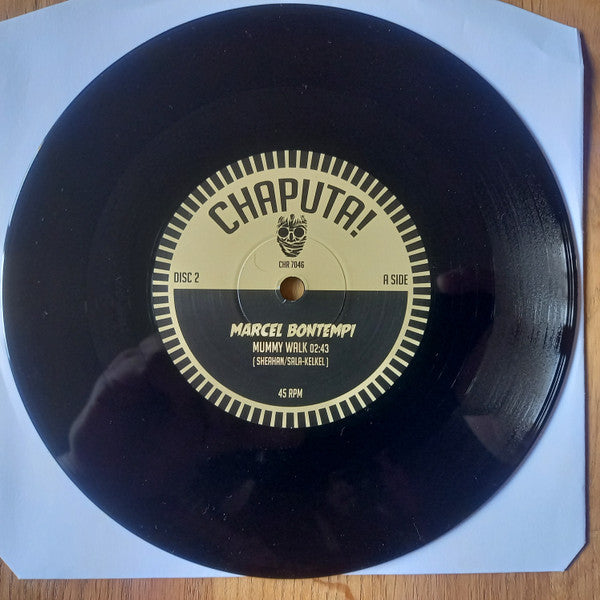 CHAPUTA!
CHR 7046
DISC 2
A SIDE
MARCEL BONTEMPI
MUMMY WALK 02:43
( SHEAHAN/SALA-KELKEL )
45 RPM